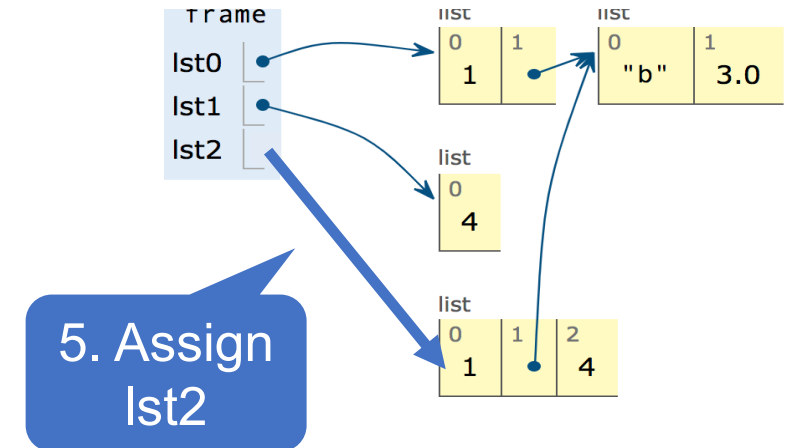 frame
lst0
lst1
lst2
list
0 1
1
list
0 1
"b" 3.0
list
0
4
list
0 1 2
1 4
5. Assign
lst2